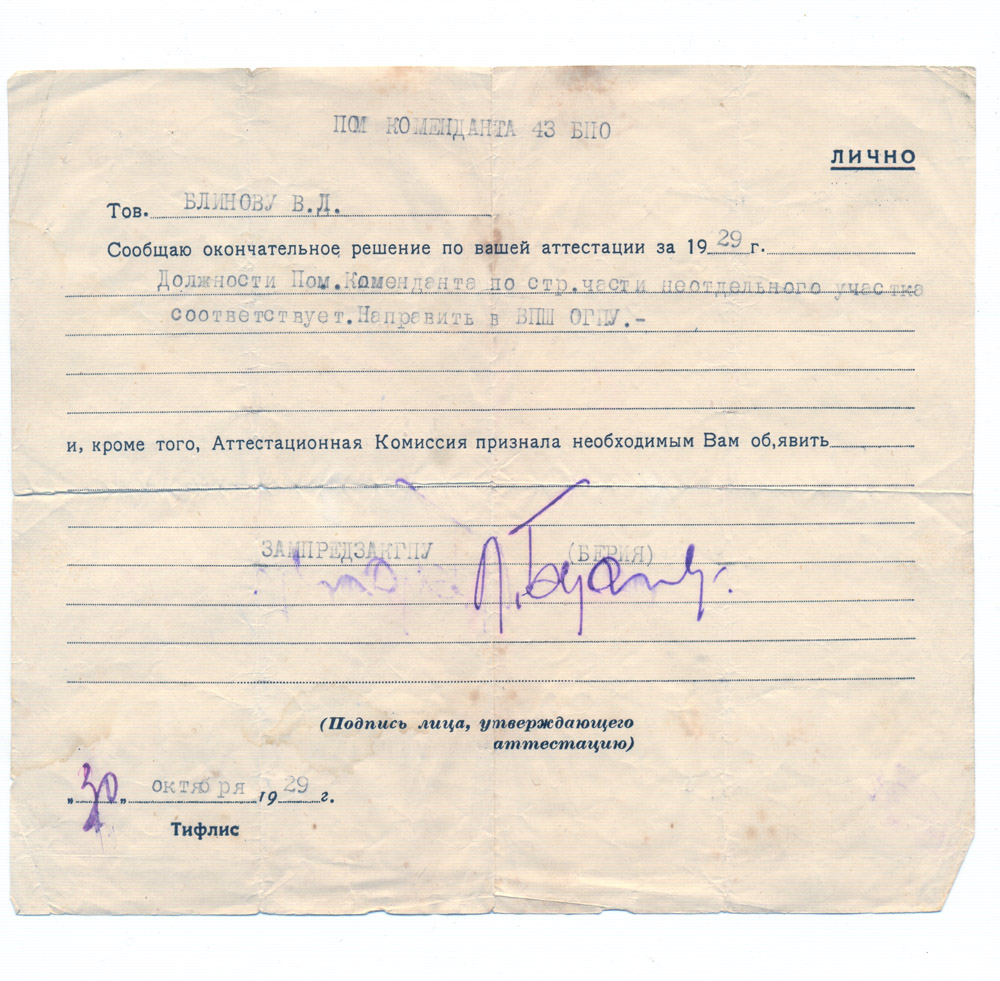 ПОМ КОМЕНДАНТА 43 БПО
ЛИЧНО
Тов. БЛИНОВУ В.Д.
Сообщаю окончательное решение по вашей аттестации за 1929 г.
Должности Пом.Коменданта по стр.части неотдельного участка
соответствует.Направить в ВПШ ОГПУ.-
и, кроме того, Аттестационная Комиссия признала необходимым Вам об,явить
ЗАМПРЕДЗАКГПУ (БЕРИЯ)
Л. Берия
(Подпись лица, утверждающего
аттестацию)
„30„ октября 1929 г.
Тифлис